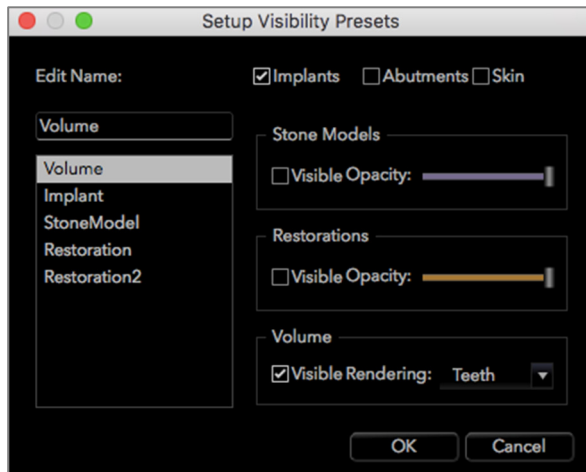 Setup Visibility Presets
Edit Name:
Implants Abutments Skin
Volume
Volume
Implant
StoneModel
Restoration
Restoration2
Stone Models
Visible Opacity:
Restorations
Visible Opacity:
Volume
Visible Rendering: Teeth
OK Cancel